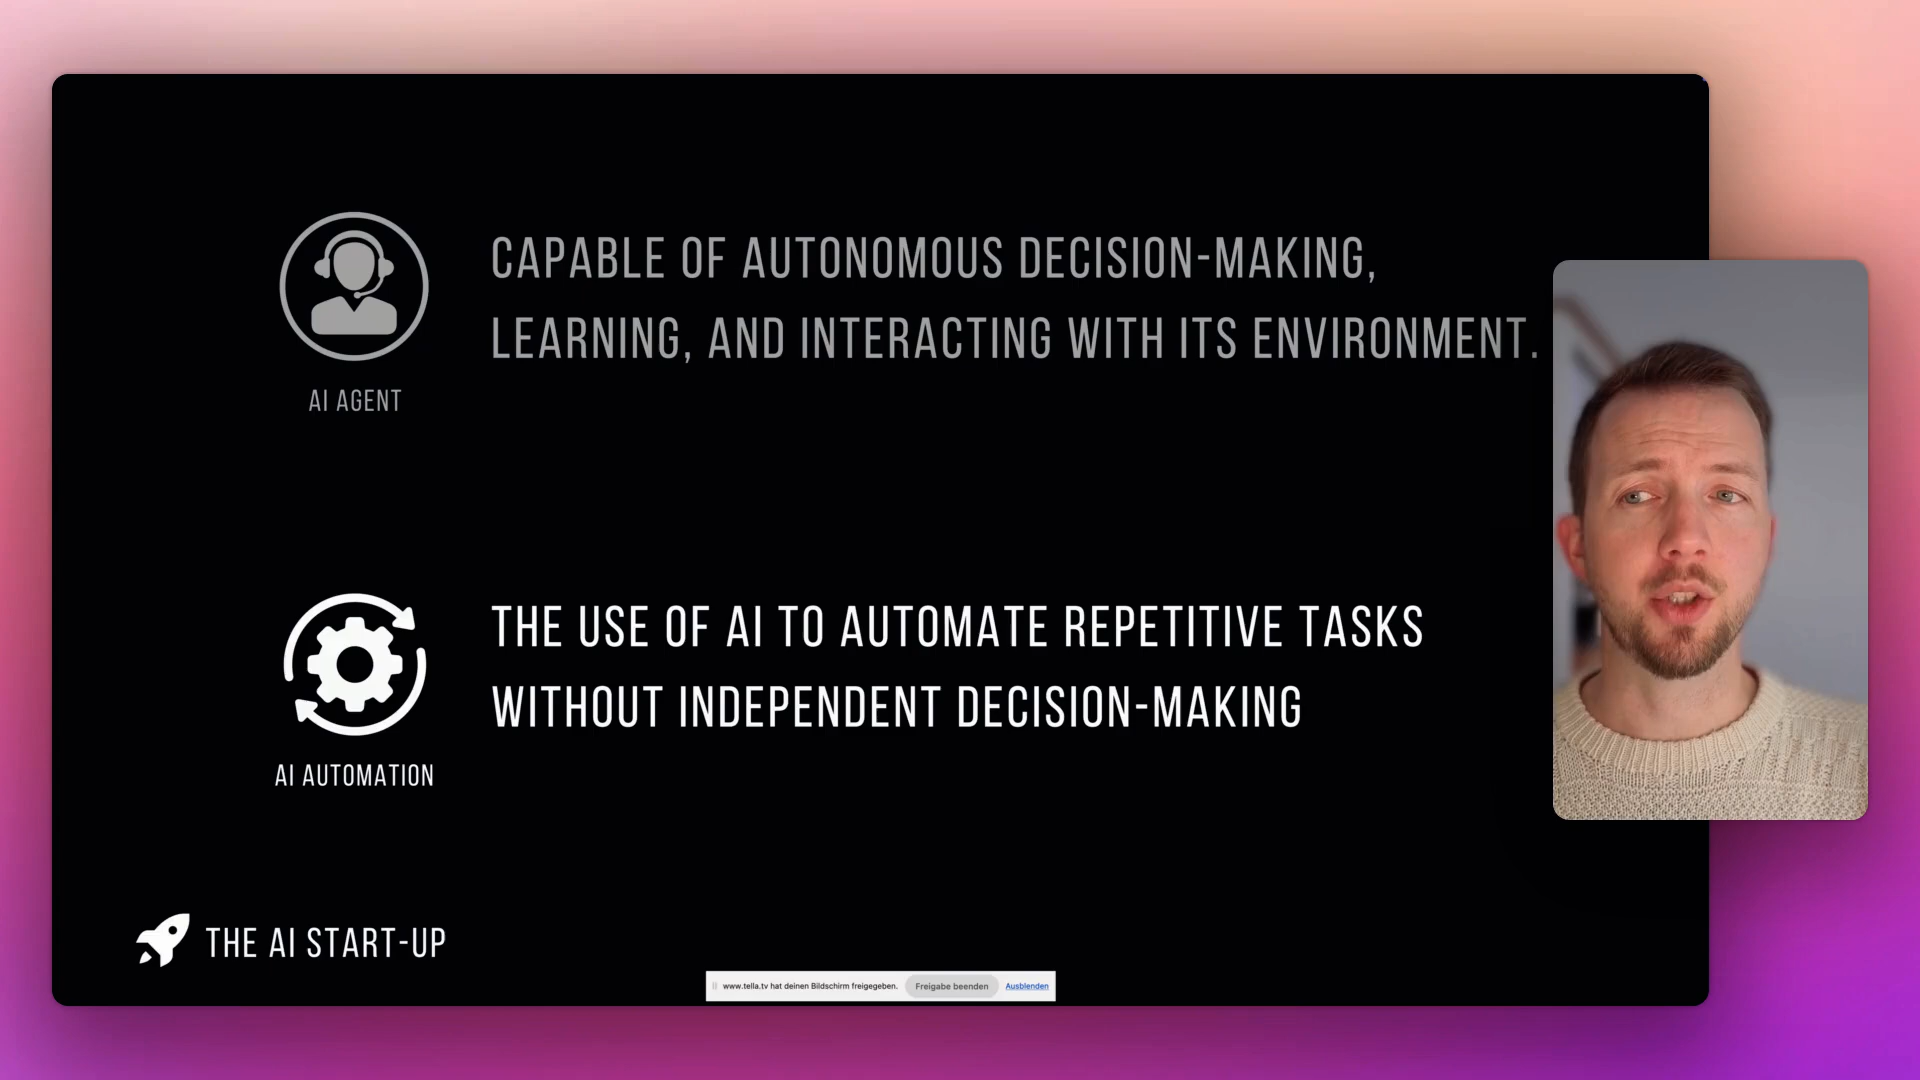 CAPABLE OF AUTONOMOUS DECISION-MAKING,
LEARNING, AND INTERACTING WITH ITS ENVIRONMENT.
AI AGENT
THE USE OF AI TO AUTOMATE REPETITIVE TASKS
WITHOUT INDEPENDENT DECISION-MAKING
AI AUTOMATION
THE AI START-UP
www.tella.tv hat deinen Bildschirm freigegeben. Freigabe beenden Ausblenden